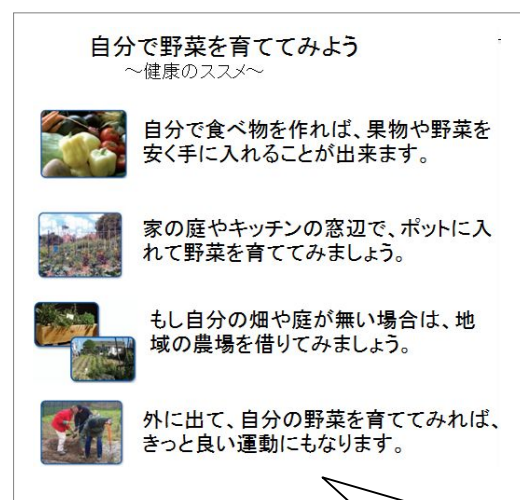 自分で野菜を育ててみよう
～健康のススメ～
自分で食べ物を作れば、果物や野菜を
安く手に入れることが出来ます。
家の庭やキッチンの窓辺で、ポットに入
れて野菜を育ててみましょう。
もし自分の畑や庭が無い場合は、地
域の農場を借りてみましょう。
外に出て、自分の野菜を育ててみれば、
きっと良い運動にもなります。